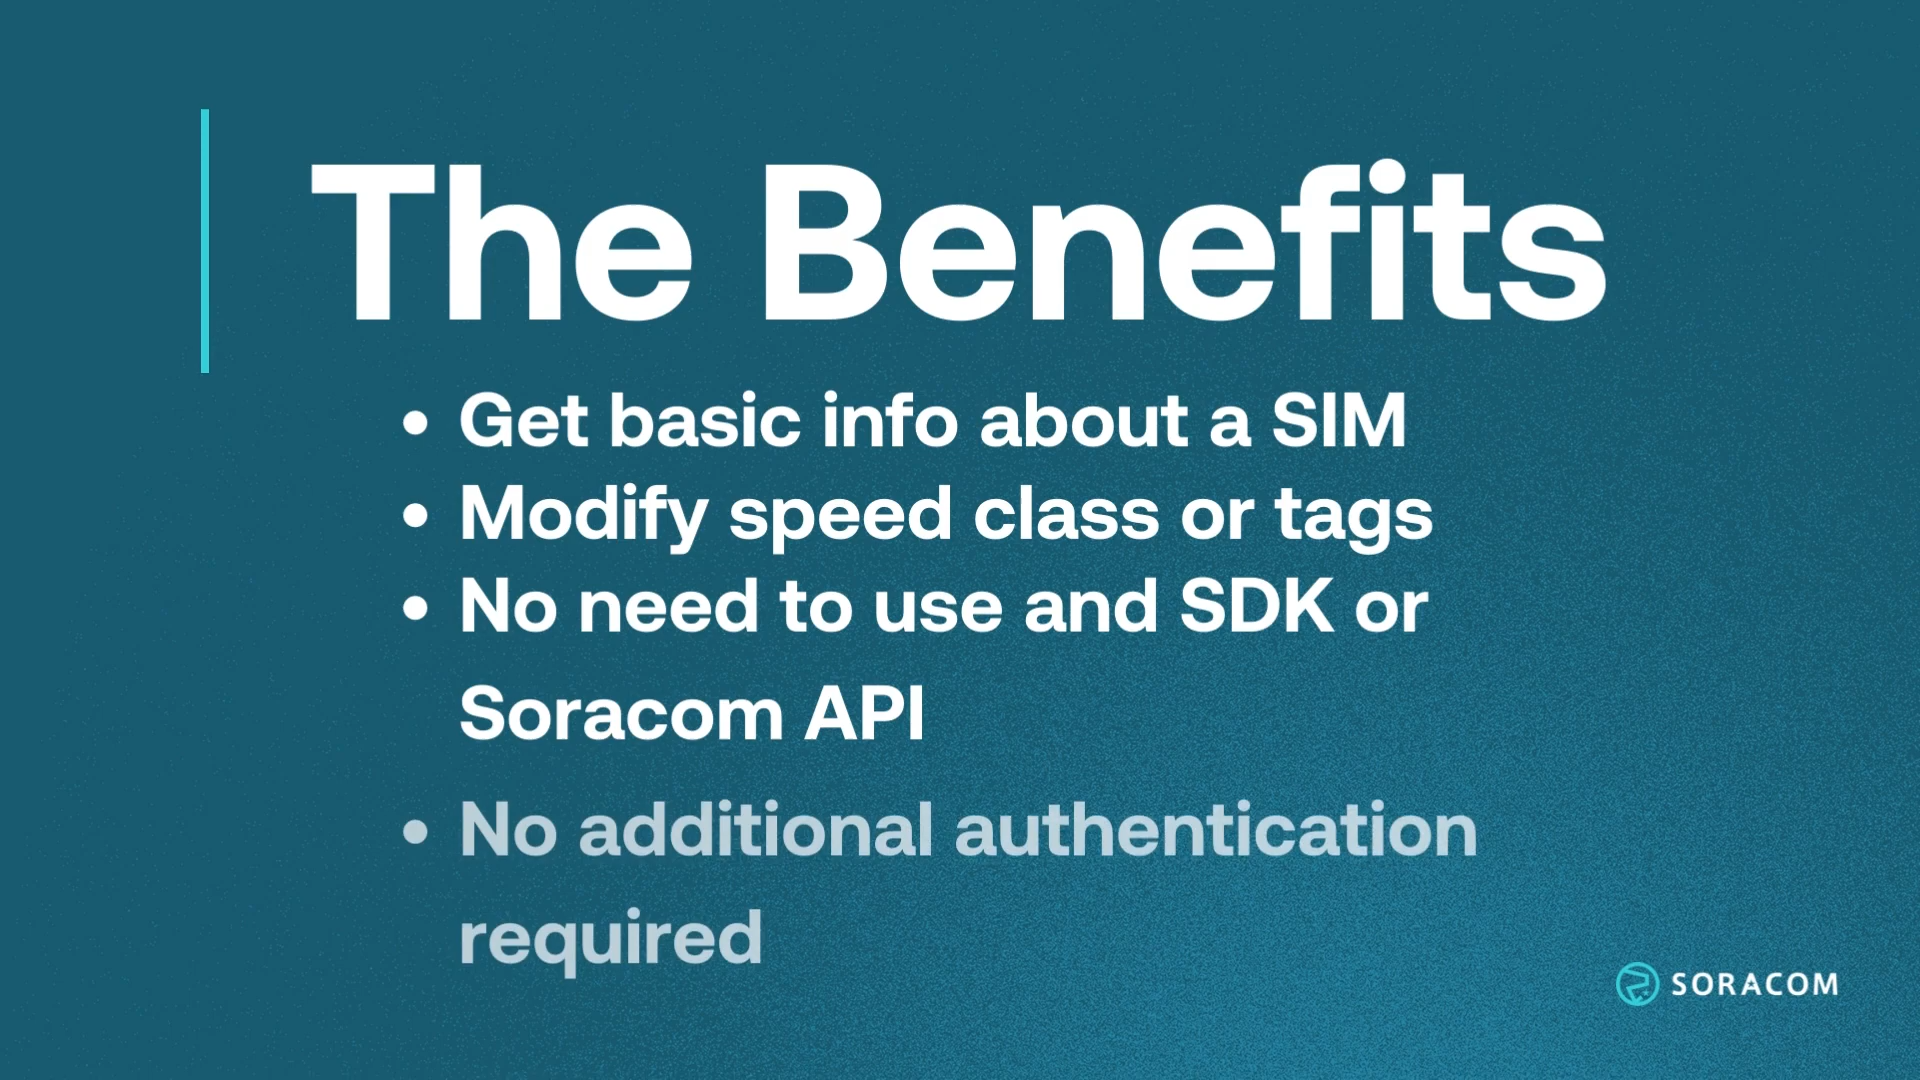 The Benefits
• Get basic info about a SIM
• Modify speed class or tags
• No need to use and SDK or
Soracom API
• No additional authentication
required
SORACOM